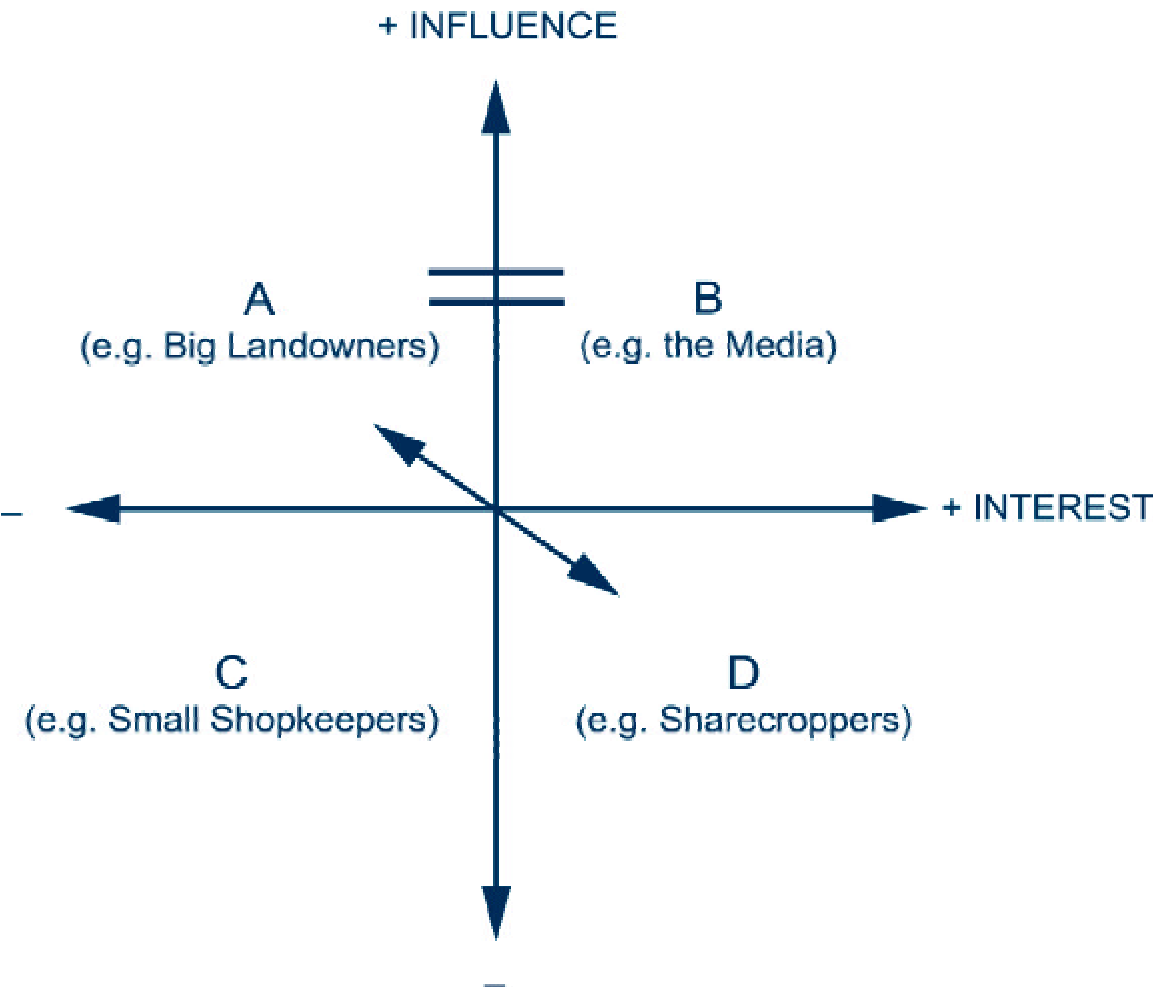 + INFLUENCE
A
(e.g. Big Landowners)
B
(e.g. the Media)
–
+ INTEREST
C
(e.g. Small Shopkeepers)
D
(e.g. Sharecroppers)
–